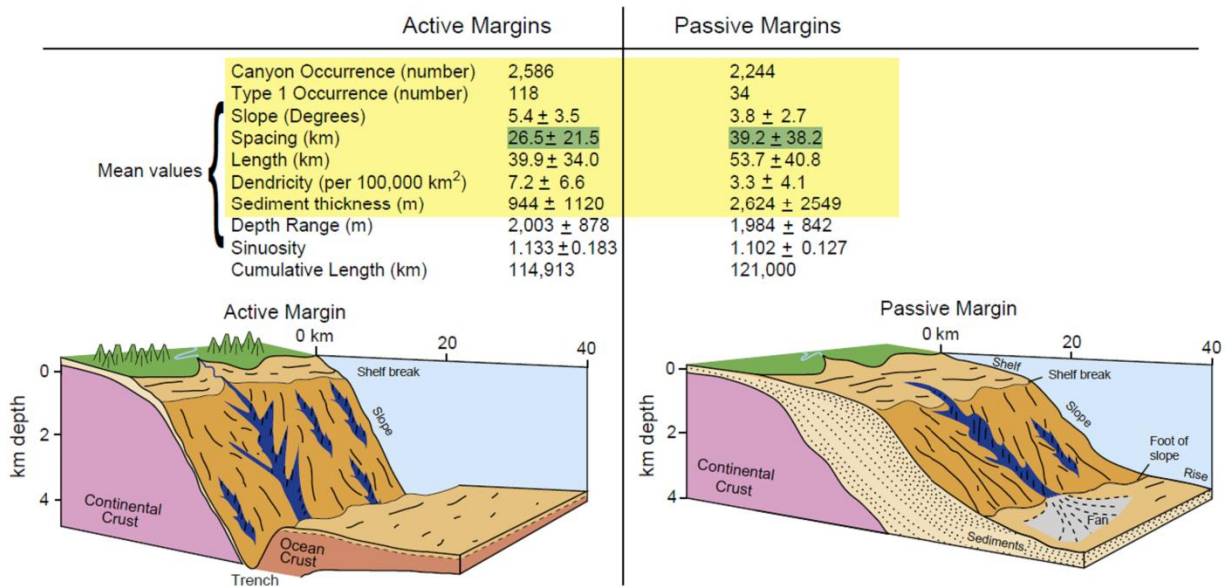 Active Margins Passive Margins
Canyon Occurrence (number) 2,586 2,244
Type 1 Occurrence (number) 118 34
Slope (Degrees) 5.4 ± 3.5 3.8 ± 2.7
Spacing (km) 26.5 ± 21.5 39.2 ± 38.2
Mean values
Length (km) 39.9 ± 34.0 53.7 ± 40.8
Dendricity (per 100,000 km²) 7.2 ± 6.6 3.3 ± 4.1
Sediment thickness (m) 944 ± 1120 2,624 ± 2549
Depth Range (m) 2,003 ± 878 1,984 ± 842
Sinuosity 1.133 ± 0.183 1.102 ± 0.127
Cumulative Length (km) 114,913 121,000
Active Margin
0 km 20 40
Shelf break
Slope
km depth
0
2
4
Continental
Crust
Ocean
Crust
Trench
Passive Margin
0 km 20 40
Shelf
Shelf break
Slope
km depth
0
2
4
Foot of
slope
Rise
Continental
Crust
Fan
Sediments